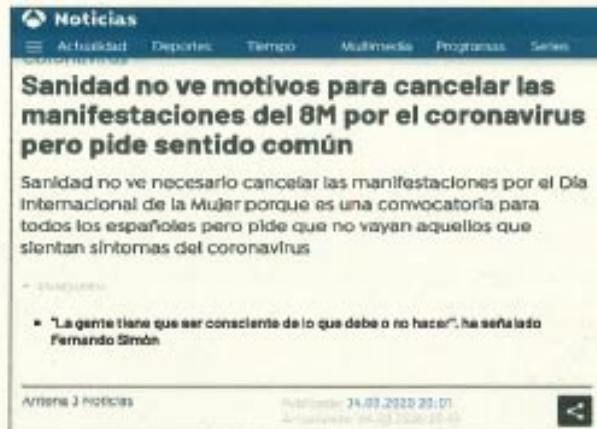 Noticias
Actualidad Deportes Tiempo Multimedia Programas Series
Coronavirus
Sanidad no ve motivos para cancelar las
manifestaciones del 8M por el coronavirus
pero pide sentido común
Sanidad no ve necesario cancelar las manifestaciones por el Día
Internacional de la Mujer porque es una convocatoria para
todos los españoles pero pide que no vayan aquellos que
sientan síntomas del coronavirus
"La gente tiene que ser consciente de lo que debe o no hacer", ha señalado
Fernando Simón
Antena 3 Noticias
20:01